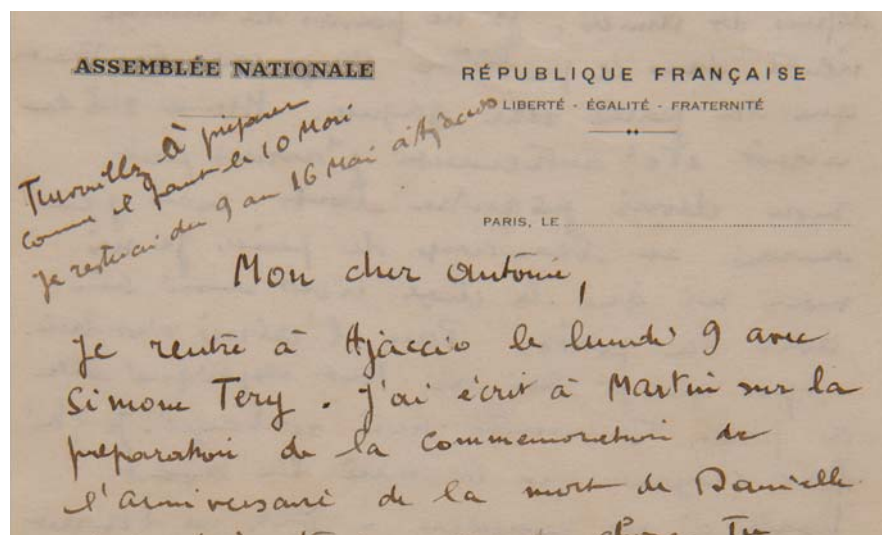 ASSEMBLÉE NATIONALE
RÉPUBLIQUE FRANÇAISE
LIBERTÉ - ÉGALITÉ - FRATERNITÉ
Travaillez à préparer
comme il faut le 10 Mai
je resterai du 9 au 16 Mai à Ajaccio
PARIS, LE
Mon cher Antoine,
Je rentre à Ajaccio le lundi 9 avec
Simone Tery. J'ai écrit à Martin sur la
préparation de la commémoration de
l'anniversaire de la mort de Danielle
Tu